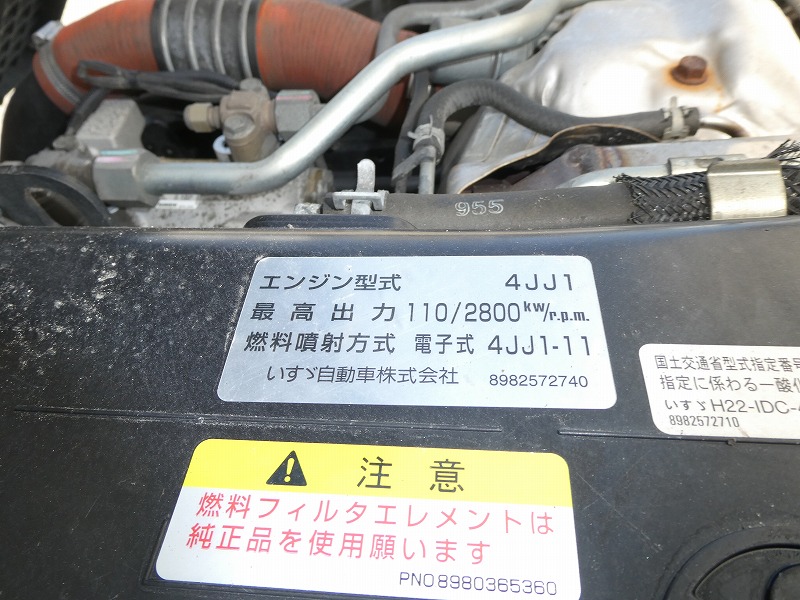 955
エンジン型式 4JJ1
最高出力 110/2800kW/r.p.m.
燃料噴射方式 電子式 4JJ1-11
いすゞ自動車株式会社 8982572740
国土交通省型式指定番号
指定に係わる一酸化
いすゞH22-IDC-
8982572710
注意
燃料フィルタエレメントは
純正品を使用願います
PNO8980365360